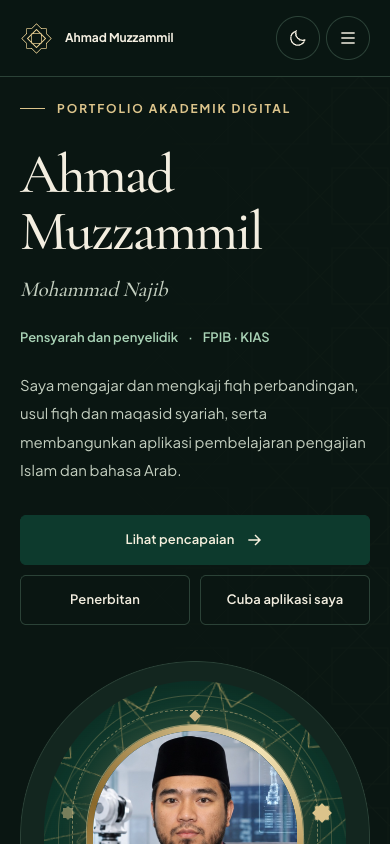 Ahmad Muzzammil
PORTFOLIO AKADEMIK DIGITAL
Ahmad
Muzzammil
Mohammad Najib
Pensyarah dan penyelidik · FPIB · KIAS
Saya mengajar dan mengkaji fiqh perbandingan,
usul fiqh dan maqasid syariah, serta
membangunkan aplikasi pembelajaran pengajian
Islam dan bahasa Arab.
Lihat pencapaian →
Penerbitan
Cuba aplikasi saya